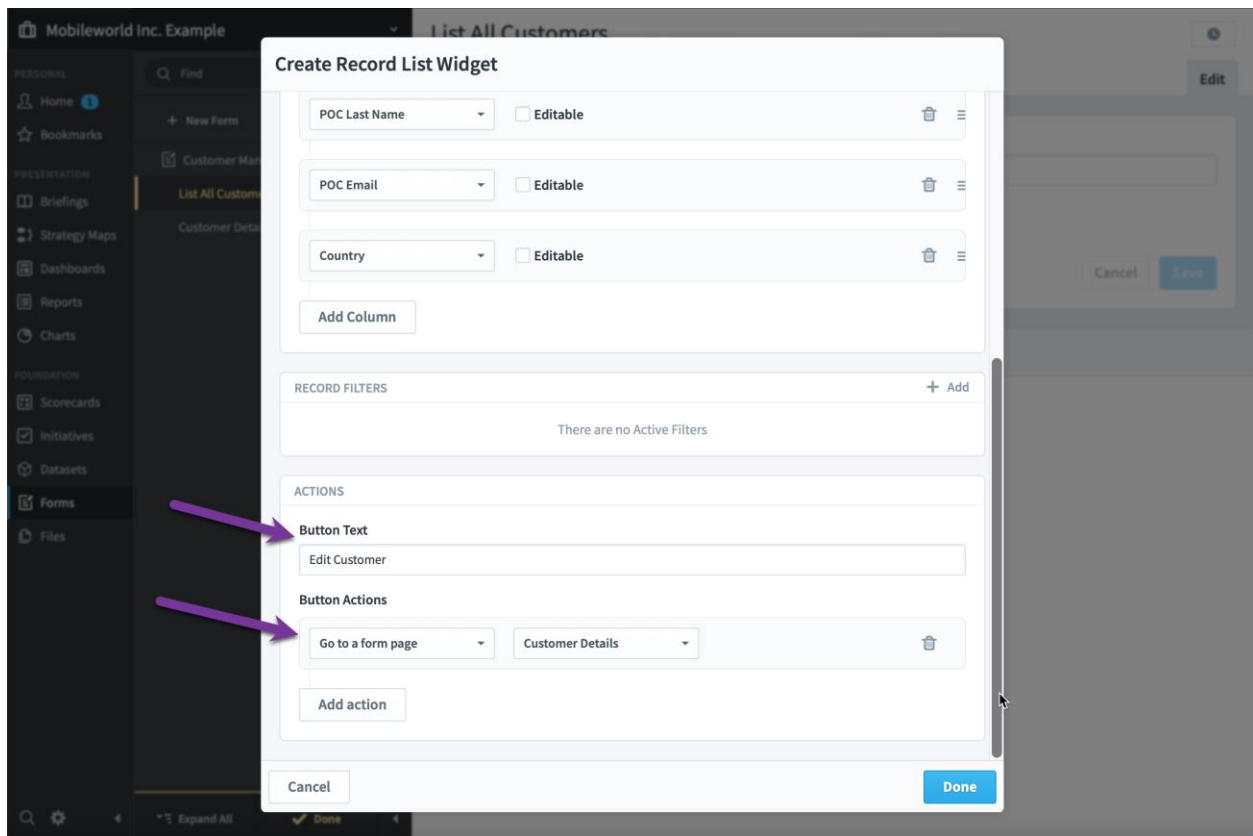 Mobileworld Inc. Example
List All Customers
PERSONAL
Home 1
Bookmarks
PRESENTATION
Briefings
Strategy Maps
Dashboards
Reports
Charts
FOUNDATION
Scorecards
Initiatives
Datasets
Forms
Files
Find
+ New Form
Customer Man
List All Custome
Customer Deta
Expand All
Done
Edit
Cancel
Save
Create Record List Widget
POC Last Name
Editable
POC Email
Editable
Country
Editable
Add Column
RECORD FILTERS
+ Add
There are no Active Filters
ACTIONS
Button Text
Edit Customer
Button Actions
Go to a form page
Customer Details
Add action
Cancel
Done